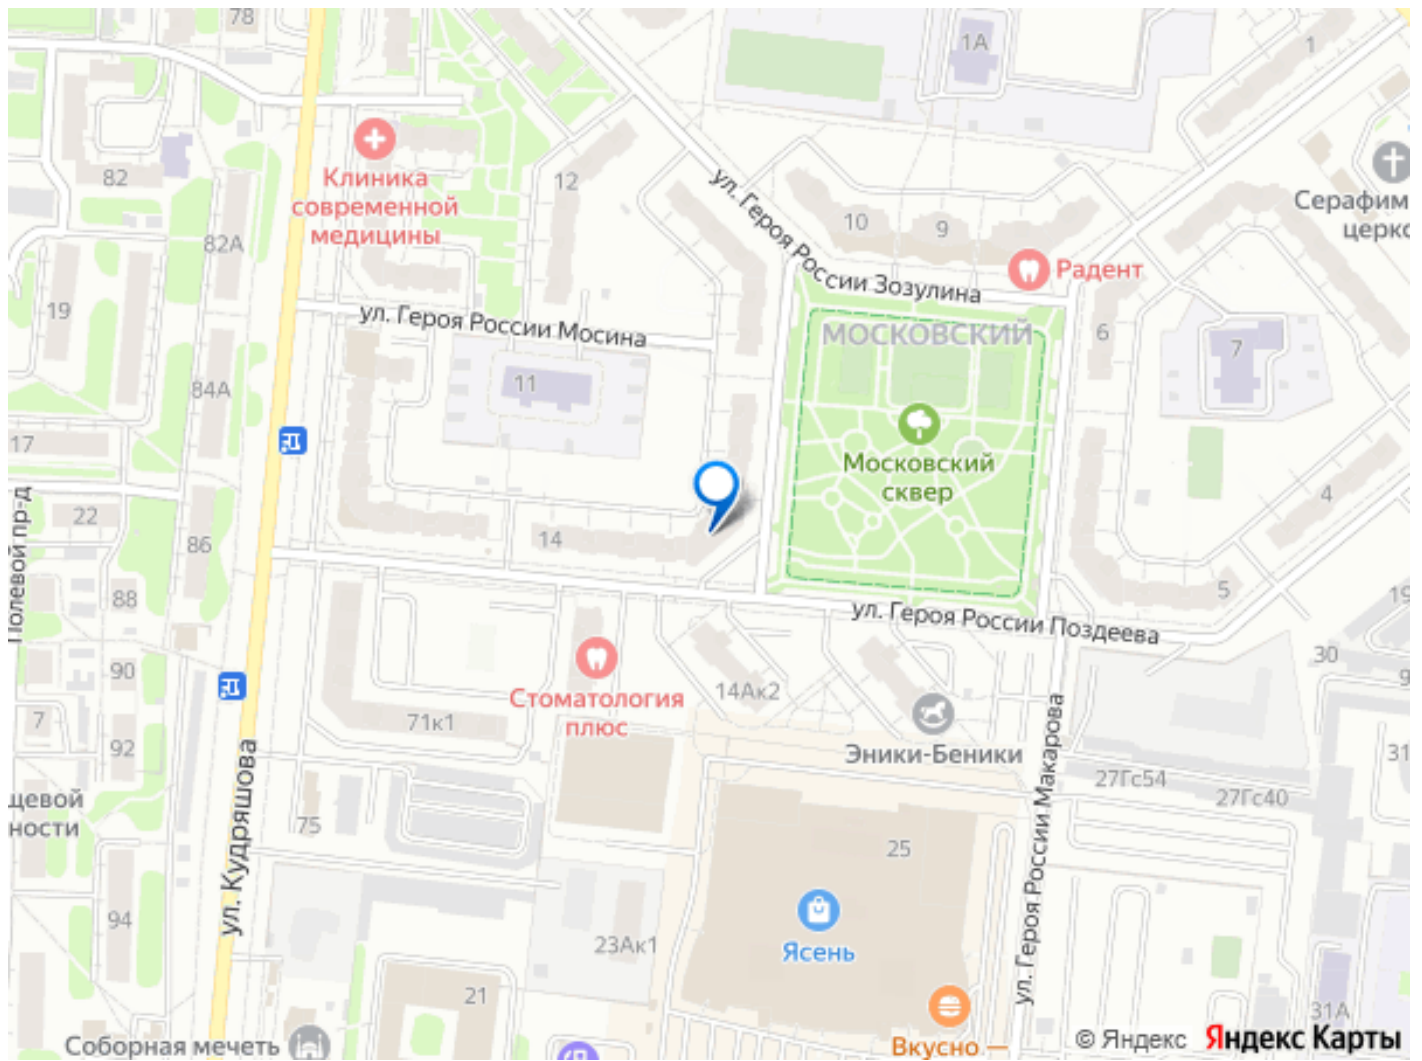 78
1А
1
Клиника
современной
медицины
82
12
82А
ул. Героя России Зозулина
10
9
Серафим
церко
Радент
19
ул. Героя России Мосина
МОСКОВСКИЙ
6
7
11
84А
17
Московский
сквер
4
Полевой пр-д
22
86
14
88
5
19
ул. Героя России Поздеева
30
90
Стоматология
плюс
14Ак2
9
7
71к1
92
Эники-Беники
31
27Гс54
27Гс40
щевой
ности
75
ул. Кудряшова
25
ул. Героя России Макарова
94
23Ак1
Ясень
21
31А
Соборная мечеть
Вкусно —
© Яндекс Яндекс Карты